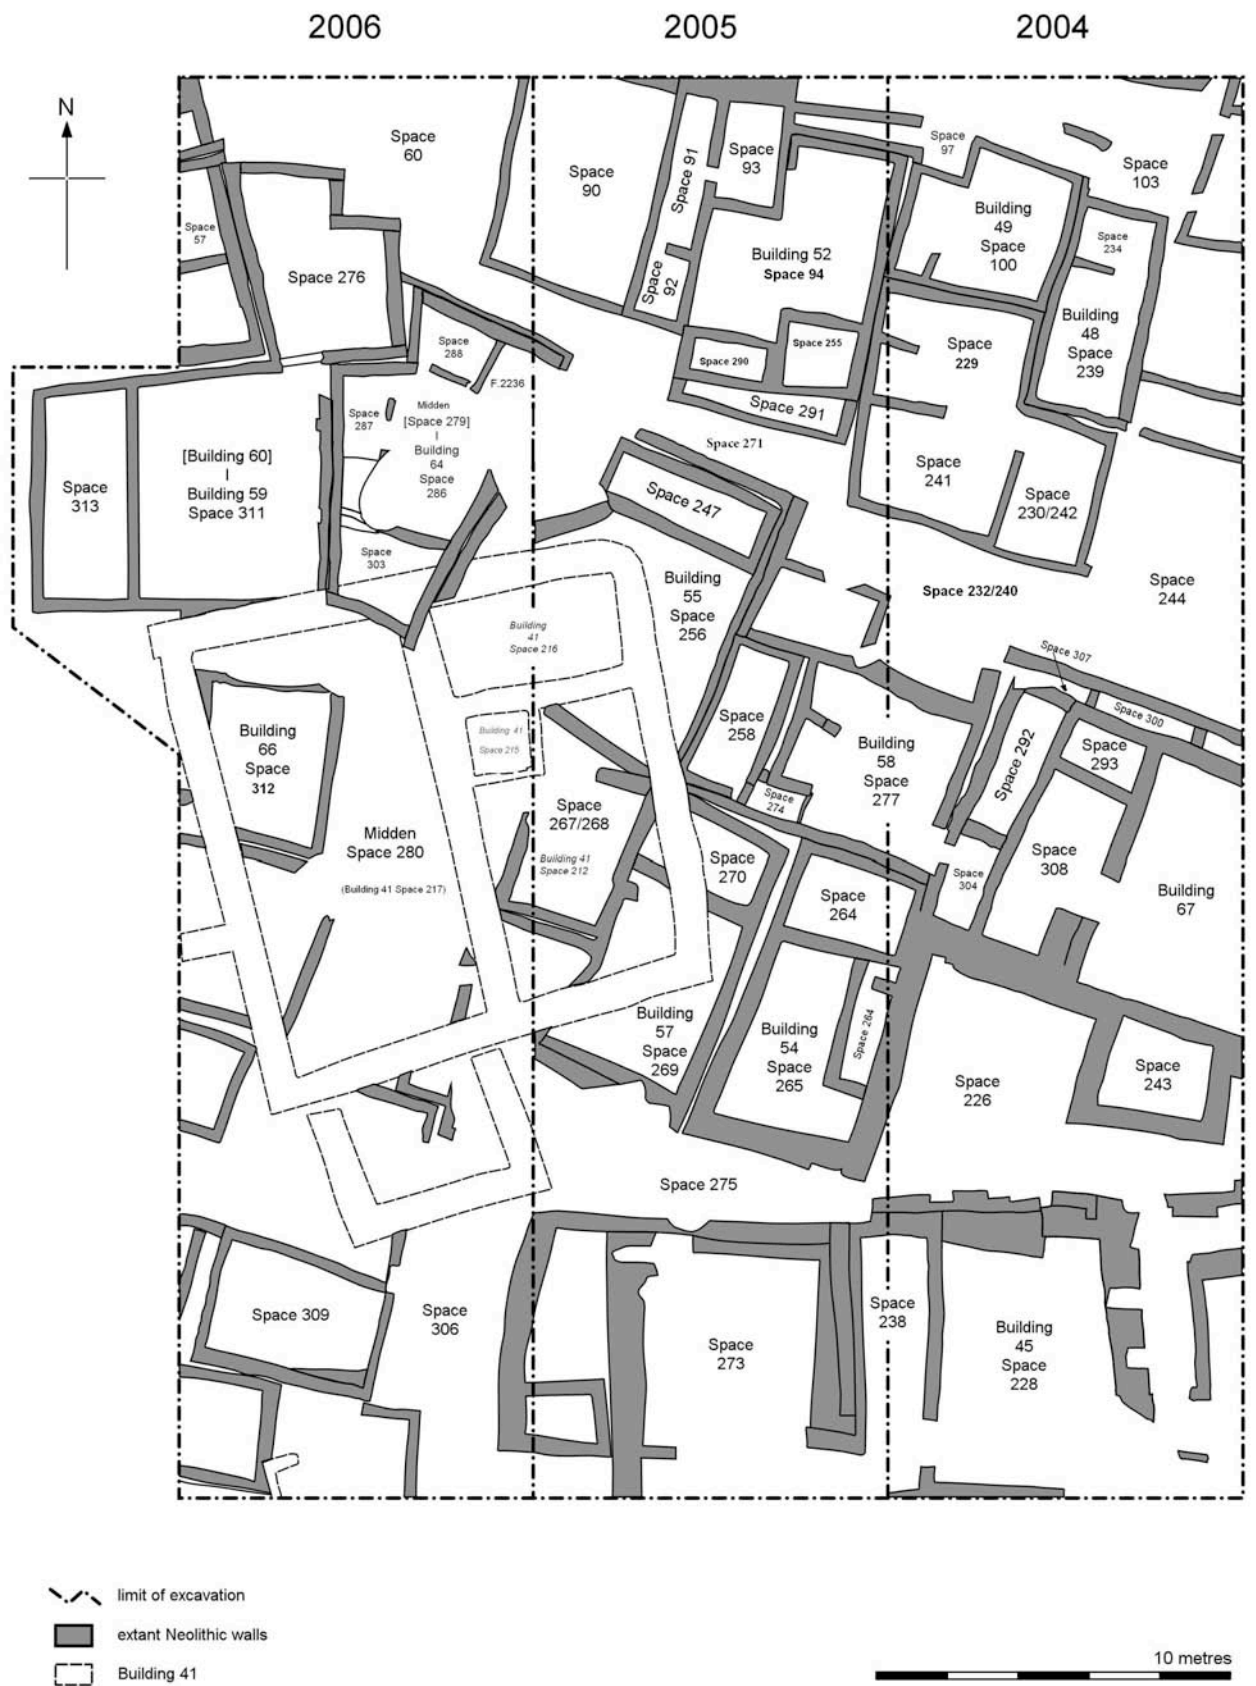 2006
2005
2004
N
Space
60
Space
90
Space 91
Space
93
Space
97
Space
103
Space
57
Space 276
Space
92
Building 52
Space 94
Building
49
Space
100
Space
234
Building
48
Space
239
Space
288
F.2236
Space 290
Space 255
Space
229
Space 291
Space
287
Midden
[Space 279]
I
Building
64
Space
286
Space 271
[Building 60]
I
Building 59
Space 311
Space
313
Space 247
Space
241
Space
230/242
Space
303
Building
55
Space
256
Space 232/240
Space
244
Building
41
Space 216
Space 307
Space 300
Building
66
Space
312
Building 41
Space 215
Space
258
Building
58
Space
277
Space 292
Space
293
Space
274
Space
267/268
Building 41
Space 212
Midden
Space 280
(Building 41 Space 217)
Space
270
Space
264
Space
304
Space
308
Building
67
Building
57
Space
269
Building
54
Space
265
Space 264
Space
226
Space
243
Space 275
Space 309
Space
306
Space
273
Space
238
Building
45
Space
228
limit of excavation
extant Neolithic walls
Building 41
10 metres